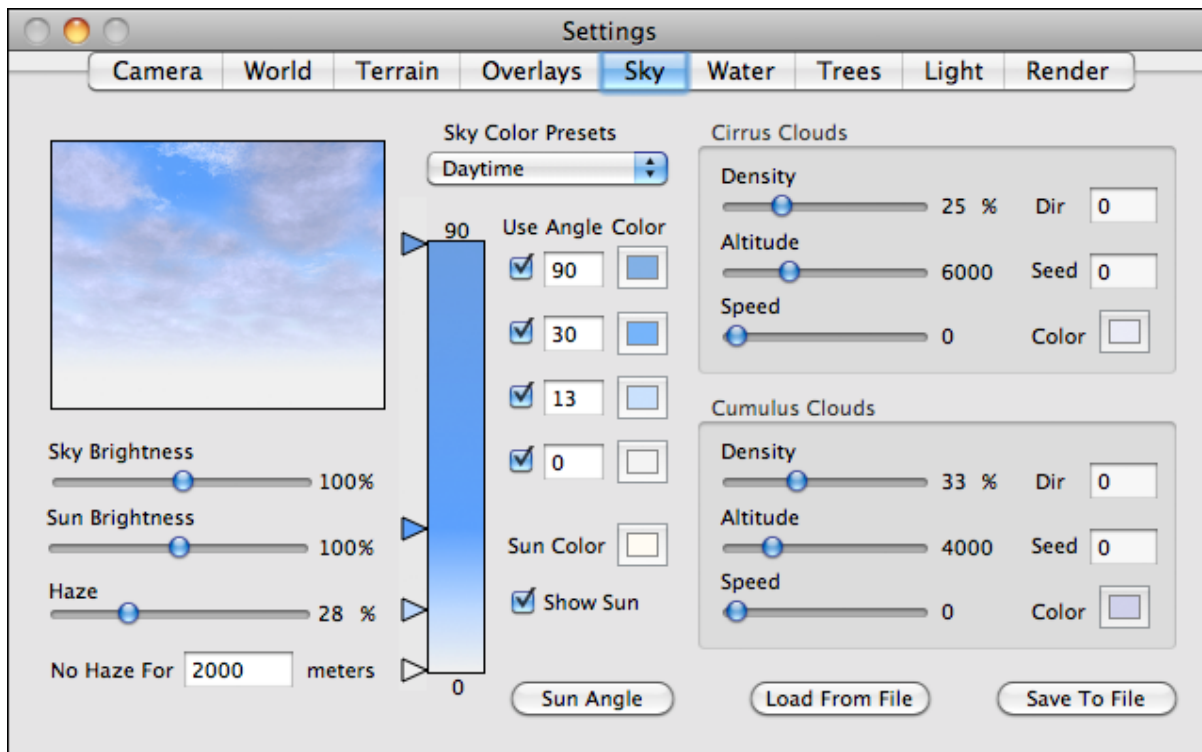 Settings
Camera World Terrain Overlays Sky Water Trees Light Render
Sky Color Presets
Daytime
90
Use Angle Color
90
30
13
0
Sun Color
Show Sun
0
Sun Angle
Sky Brightness
100%
Sun Brightness
100%
Haze
28 %
No Haze For 2000 meters
Cirrus Clouds
Density
25 % Dir 0
Altitude
6000 Seed 0
Speed
0 Color
Cumulus Clouds
Density
33 % Dir 0
Altitude
4000 Seed 0
Speed
0 Color
Load From File Save To File